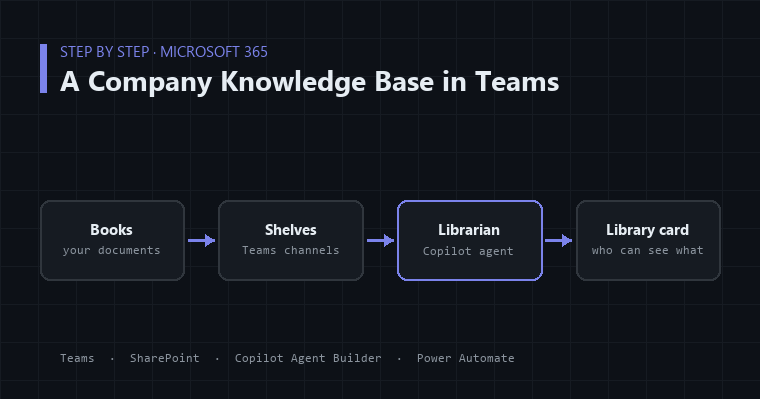 STEP BY STEP · MICROSOFT 365
A Company Knowledge Base in Teams
Books
your documents
Shelves
Teams channels
Librarian
Copilot agent
Library card
who can see what
Teams · SharePoint · Copilot Agent Builder · Power Automate